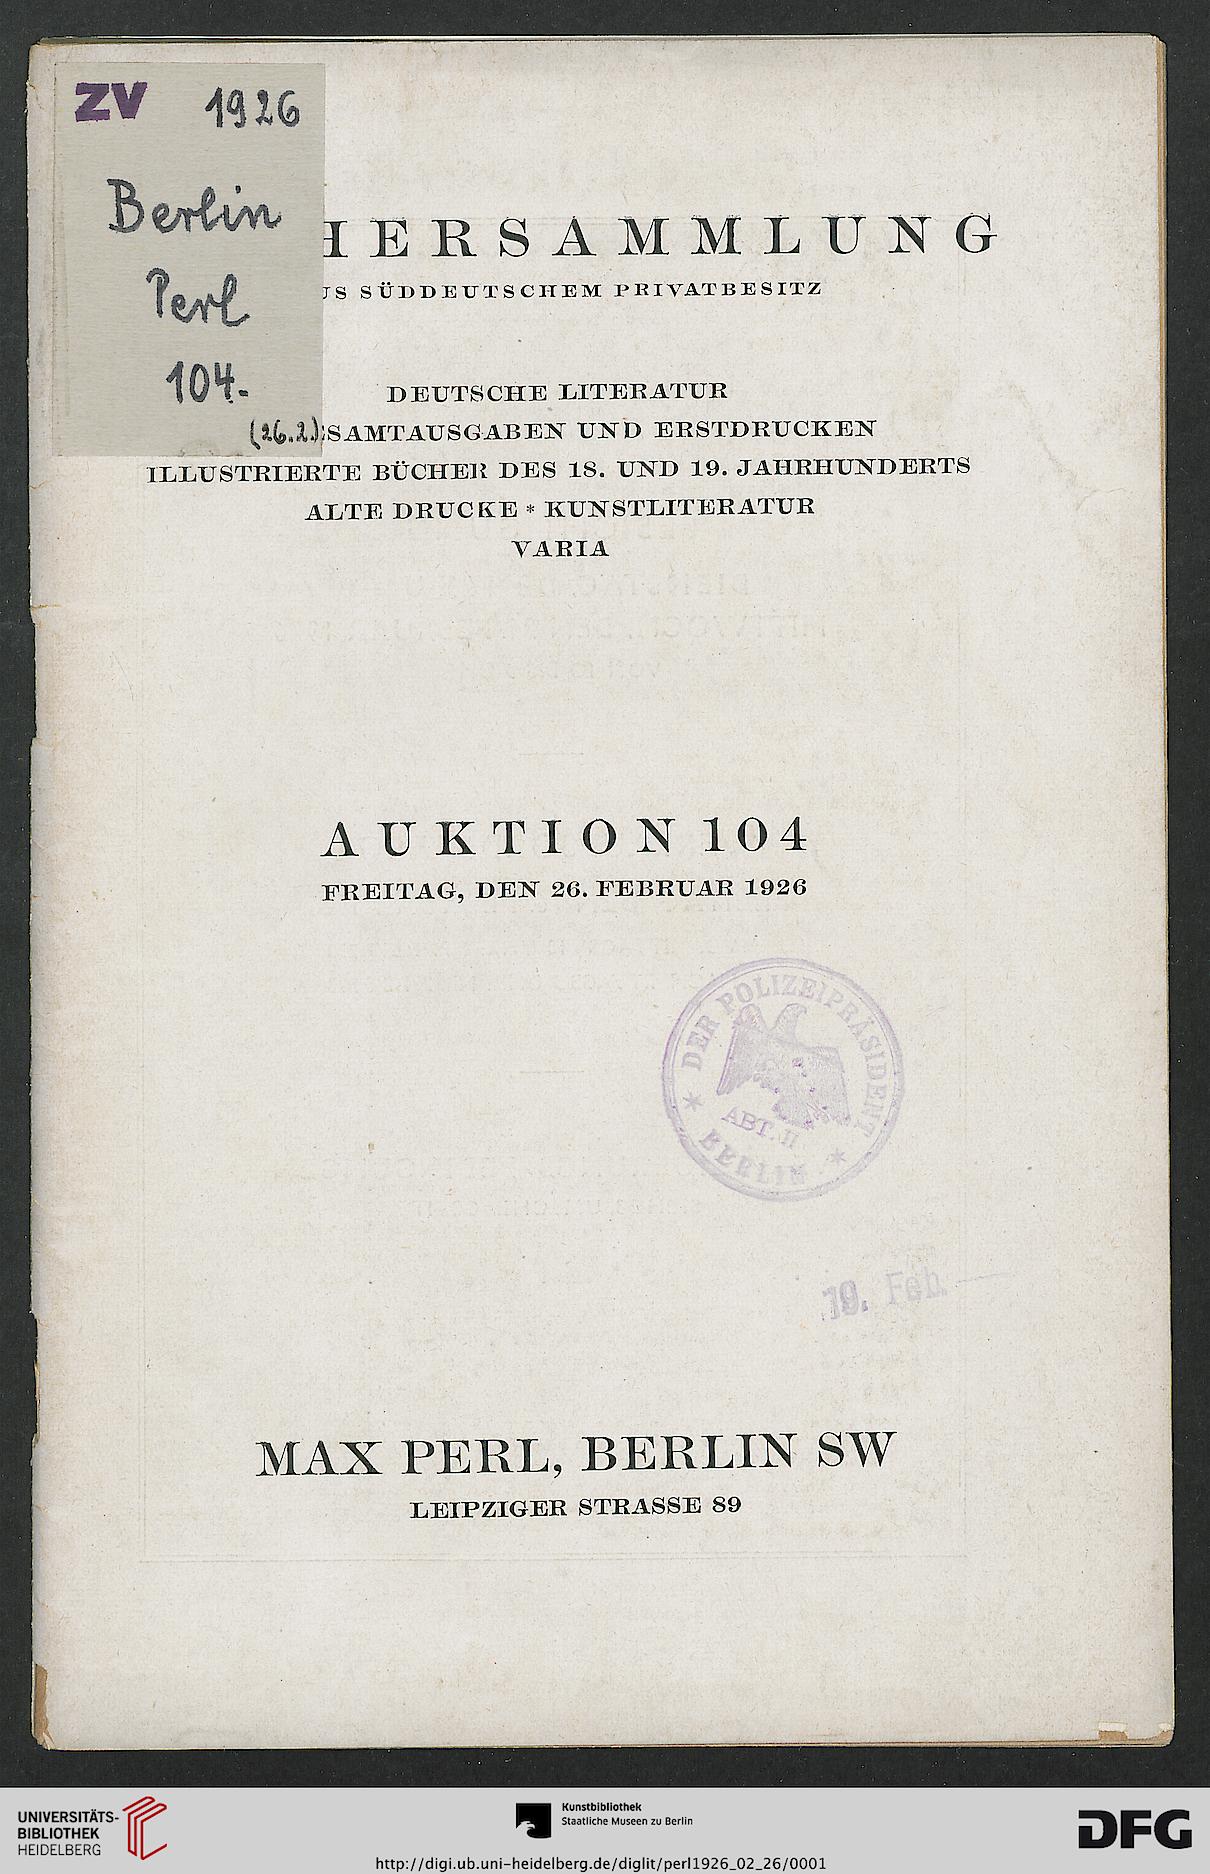 ZV 1926
Berlin
Perl
104.
(26.2.)
HERSAMMLUNG
US SÜDDEUTSCHEM PRIVATBESITZ
DEUTSCHE LITERATUR
SAMTAUSGABEN UND ERSTDRUCKEN
ILLUSTRIERTE BÜCHER DES 18. UND 19. JAHRHUNDERTS
ALTE DRUCKE * KUNSTLITERATUR
VARIA
AUKTION 104
FREITAG, DEN 26. FEBRUAR 1926
DER POLIZEIPRÄSIDENT
ABT. II
* BERLIN *
19. Feb.
MAX PERL, BERLIN SW
LEIPZIGER STRASSE 89
UNIVERSITÄTS-
BIBLIOTHEK
HEIDELBERG
Kunstbibliothek
Staatliche Museen zu Berlin
DFG
http://digi.ub.uni-heidelberg.de/diglit/perl1926_02_26/0001